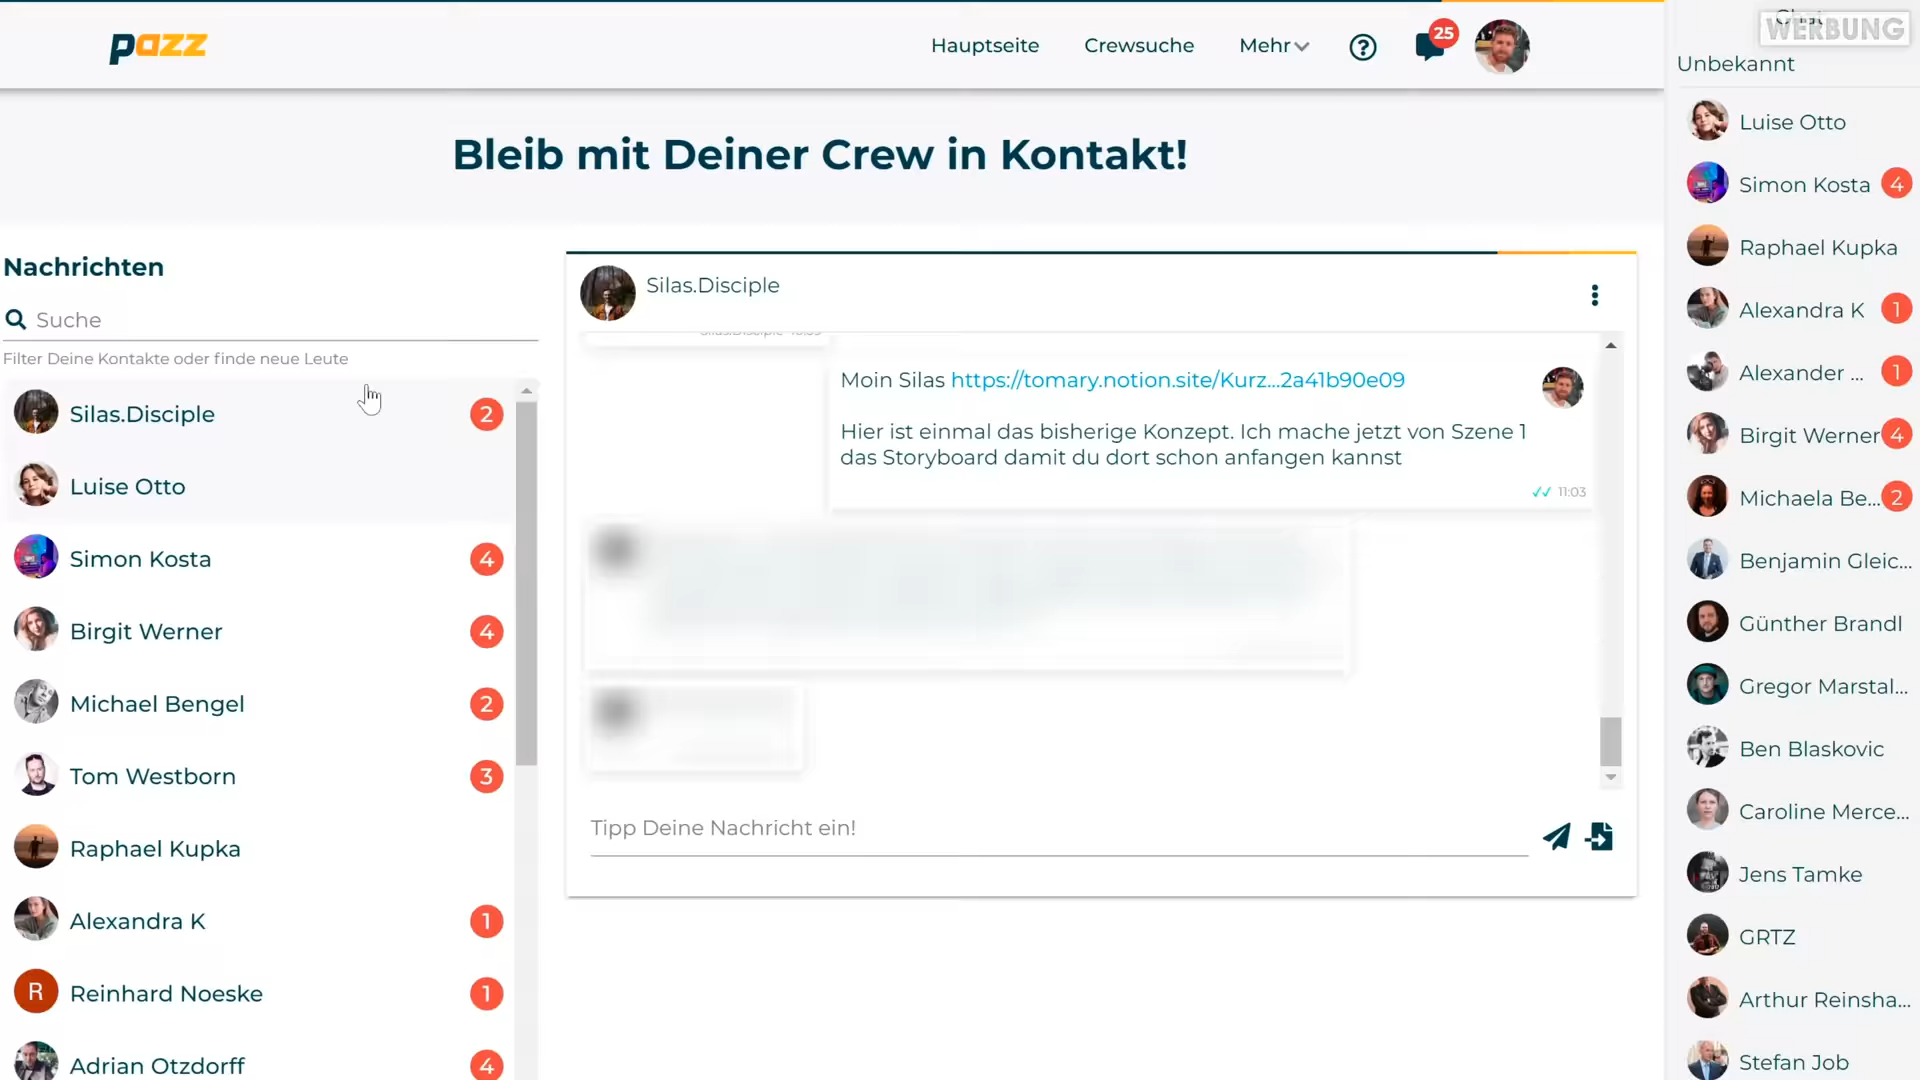 pazz
Hauptseite
Crewsuche
Mehr
25
WERBUNG
Unbekannt
Bleib mit Deiner Crew in Kontakt!
Nachrichten
Suche
Filter Deine Kontakte oder finde neue Leute
Silas.Disciple
2
Luise Otto
Simon Kosta
4
Birgit Werner
4
Michael Bengel
2
Tom Westborn
3
Raphael Kupka
Alexandra K
1
R
Reinhard Noeske
1
Adrian Otzdorff
4
Silas.Disciple
Moin Silas https://tomary.notion.site/Kurz...2a41b90e09
Hier ist einmal das bisherige Konzept. Ich mache jetzt von Szene 1
das Storyboard damit du dort schon anfangen kannst
11:03
Tipp Deine Nachricht ein!
Luise Otto
Simon Kosta
4
Raphael Kupka
Alexandra K
1
Alexander ...
1
Birgit Werner
4
Michaela Be...
2
Benjamin Gleic...
Günther Brandl
Gregor Marstal...
Ben Blaskovic
Caroline Merce...
Jens Tamke
GRTZ
Arthur Reinsha...
Stefan Job